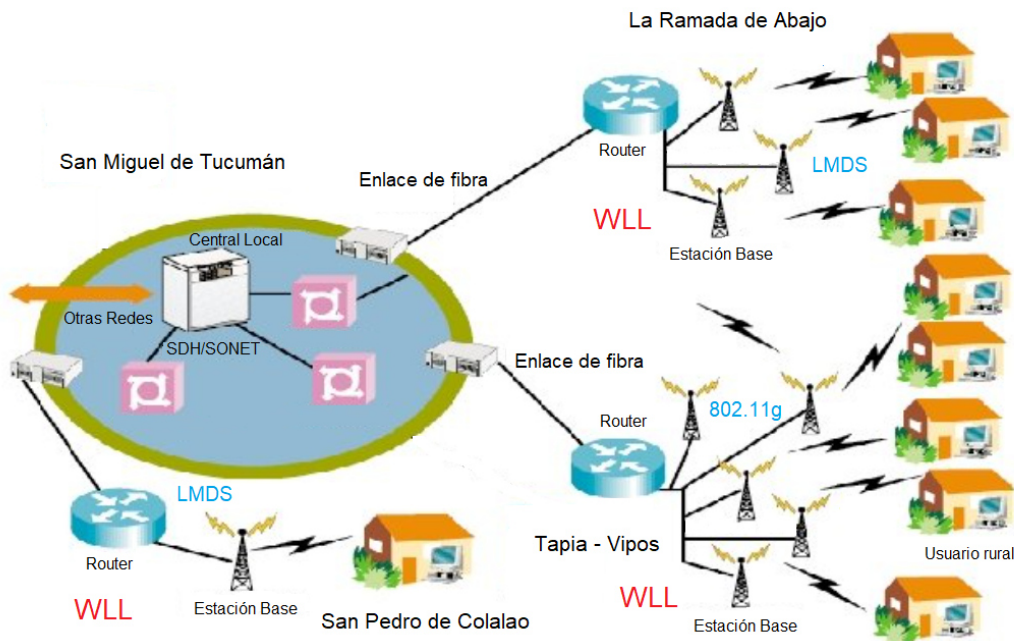 La Ramada de Abajo
San Miguel de Tucumán
Enlace de fibra
Router
LMDS
WLL
Estación Base
Central Local
Otras Redes
SDH/SONET
Enlace de fibra
Router
802.11g
Tapia - Vipos
WLL
Estación Base
Usuario rural
LMDS
Router
WLL
Estación Base
San Pedro de Colalao